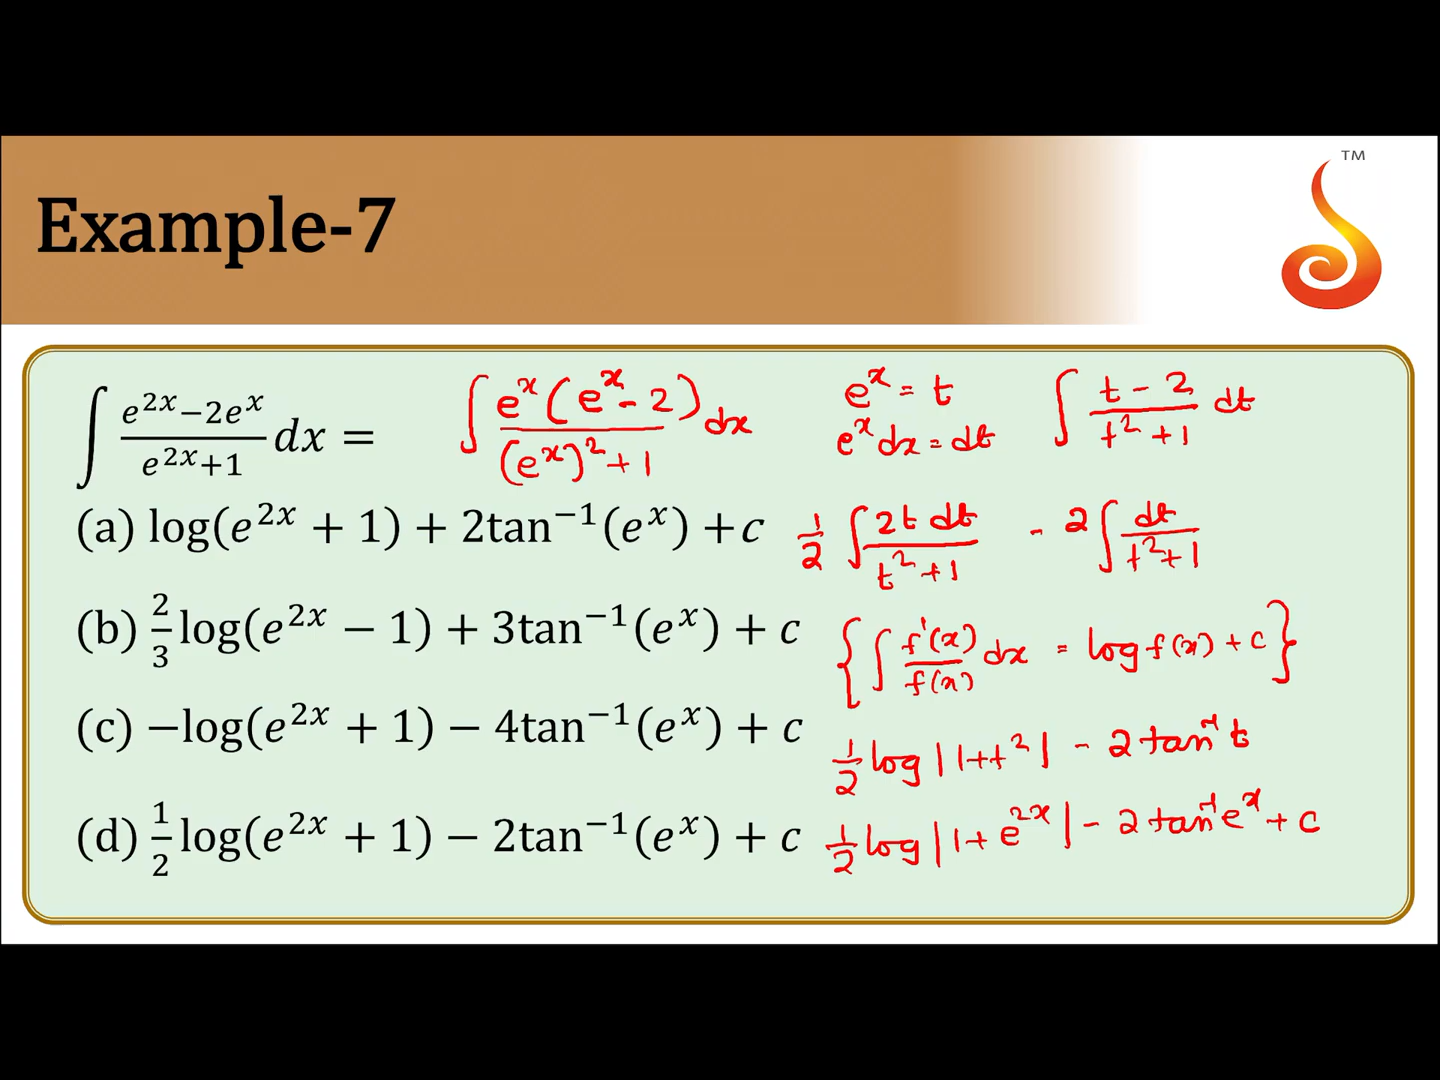 TM
Example-7
∫ (e^{2x}−2e^x)/(e^{2x}+1) dx =
∫ e^x(e^x - 2)/((e^x)^2 + 1) dx
e^x = t
e^x dx = dt
∫ (t - 2)/(t^2 + 1) dt
(a) log(e^{2x} + 1) + 2tan^{−1}(e^x) +c
1/2 ∫ 2t dt/(t^2 + 1) - 2 ∫ dt/(t^2 + 1)
(b) 2/3 log(e^{2x} − 1) + 3tan^{−1}(e^x) + c
{∫ f'(x)/f(x) dx = log f(x) + c}
(c) −log(e^{2x} + 1) − 4tan^{−1}(e^x) + c
1/2 log |1+t^2| - 2 tan^{-1} t
(d) 1/2 log(e^{2x} + 1) − 2tan^{−1}(e^x) + c
1/2 log |1+ e^{2x}| - 2 tan^{-1} e^x + c